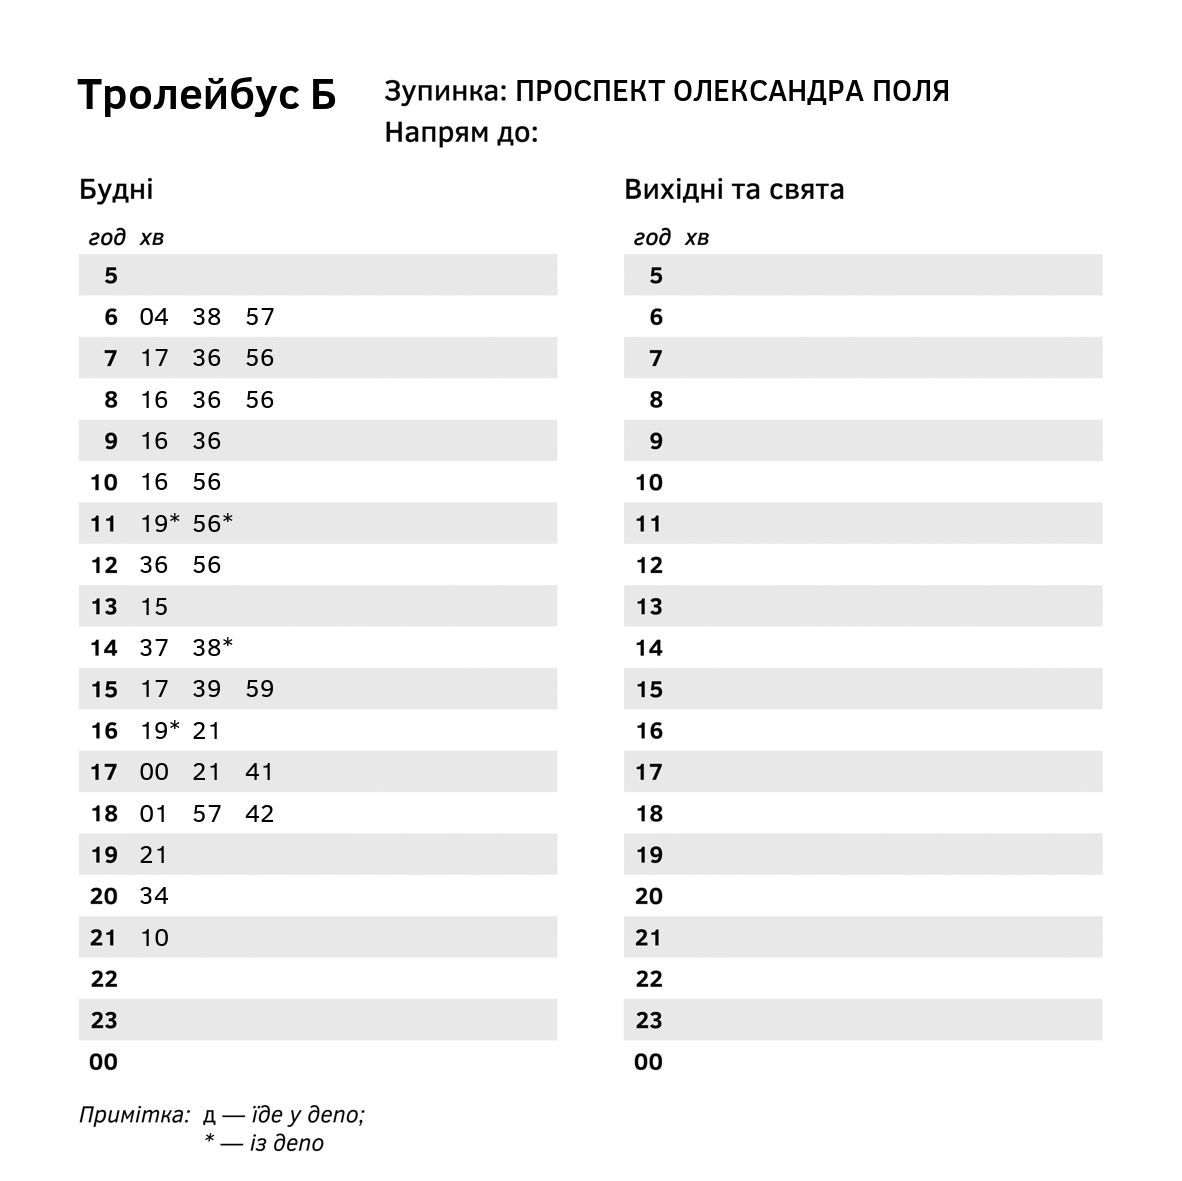 Тролейбус Б
Зупинка: ПРОСПЕКТ ОЛЕКСАНДРА ПОЛЯ
Напрям до:
Будні
год хв
5
6 04 38 57
7 17 36 56
8 16 36 56
9 16 36
10 16 56
11 19* 56*
12 36 56
13 15
14 37 38*
15 17 39 59
16 19* 21
17 00 21 41
18 01 57 42
19 21
20 34
21 10
22
23
00
Вихідні та свята
год хв
5
6
7
8
9
10
11
12
13
14
15
16
17
18
19
20
21
22
23
00
Примітка: д — їде у депо;
* — із депо